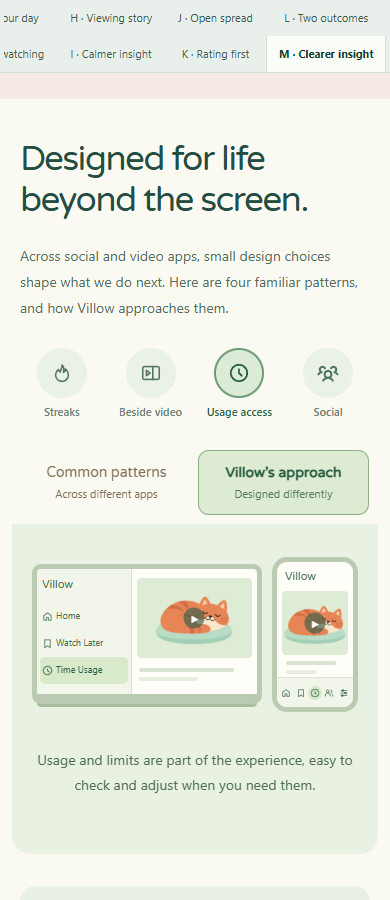 our day
H · Viewing story
J · Open spread
L · Two outcomes
watching
I · Calmer insight
K · Rating first
M · Clearer insight
Designed for life
beyond the screen.
Across social and video apps, small design choices
shape what we do next. Here are four familiar patterns,
and how Villow approaches them.
Streaks
Beside video
Usage access
Social
Common patterns
Across different apps
Villow's approach
Designed differently
Villow
Home
Watch Later
Time Usage
Villow
Usage and limits are part of the experience, easy to
check and adjust when you need them.